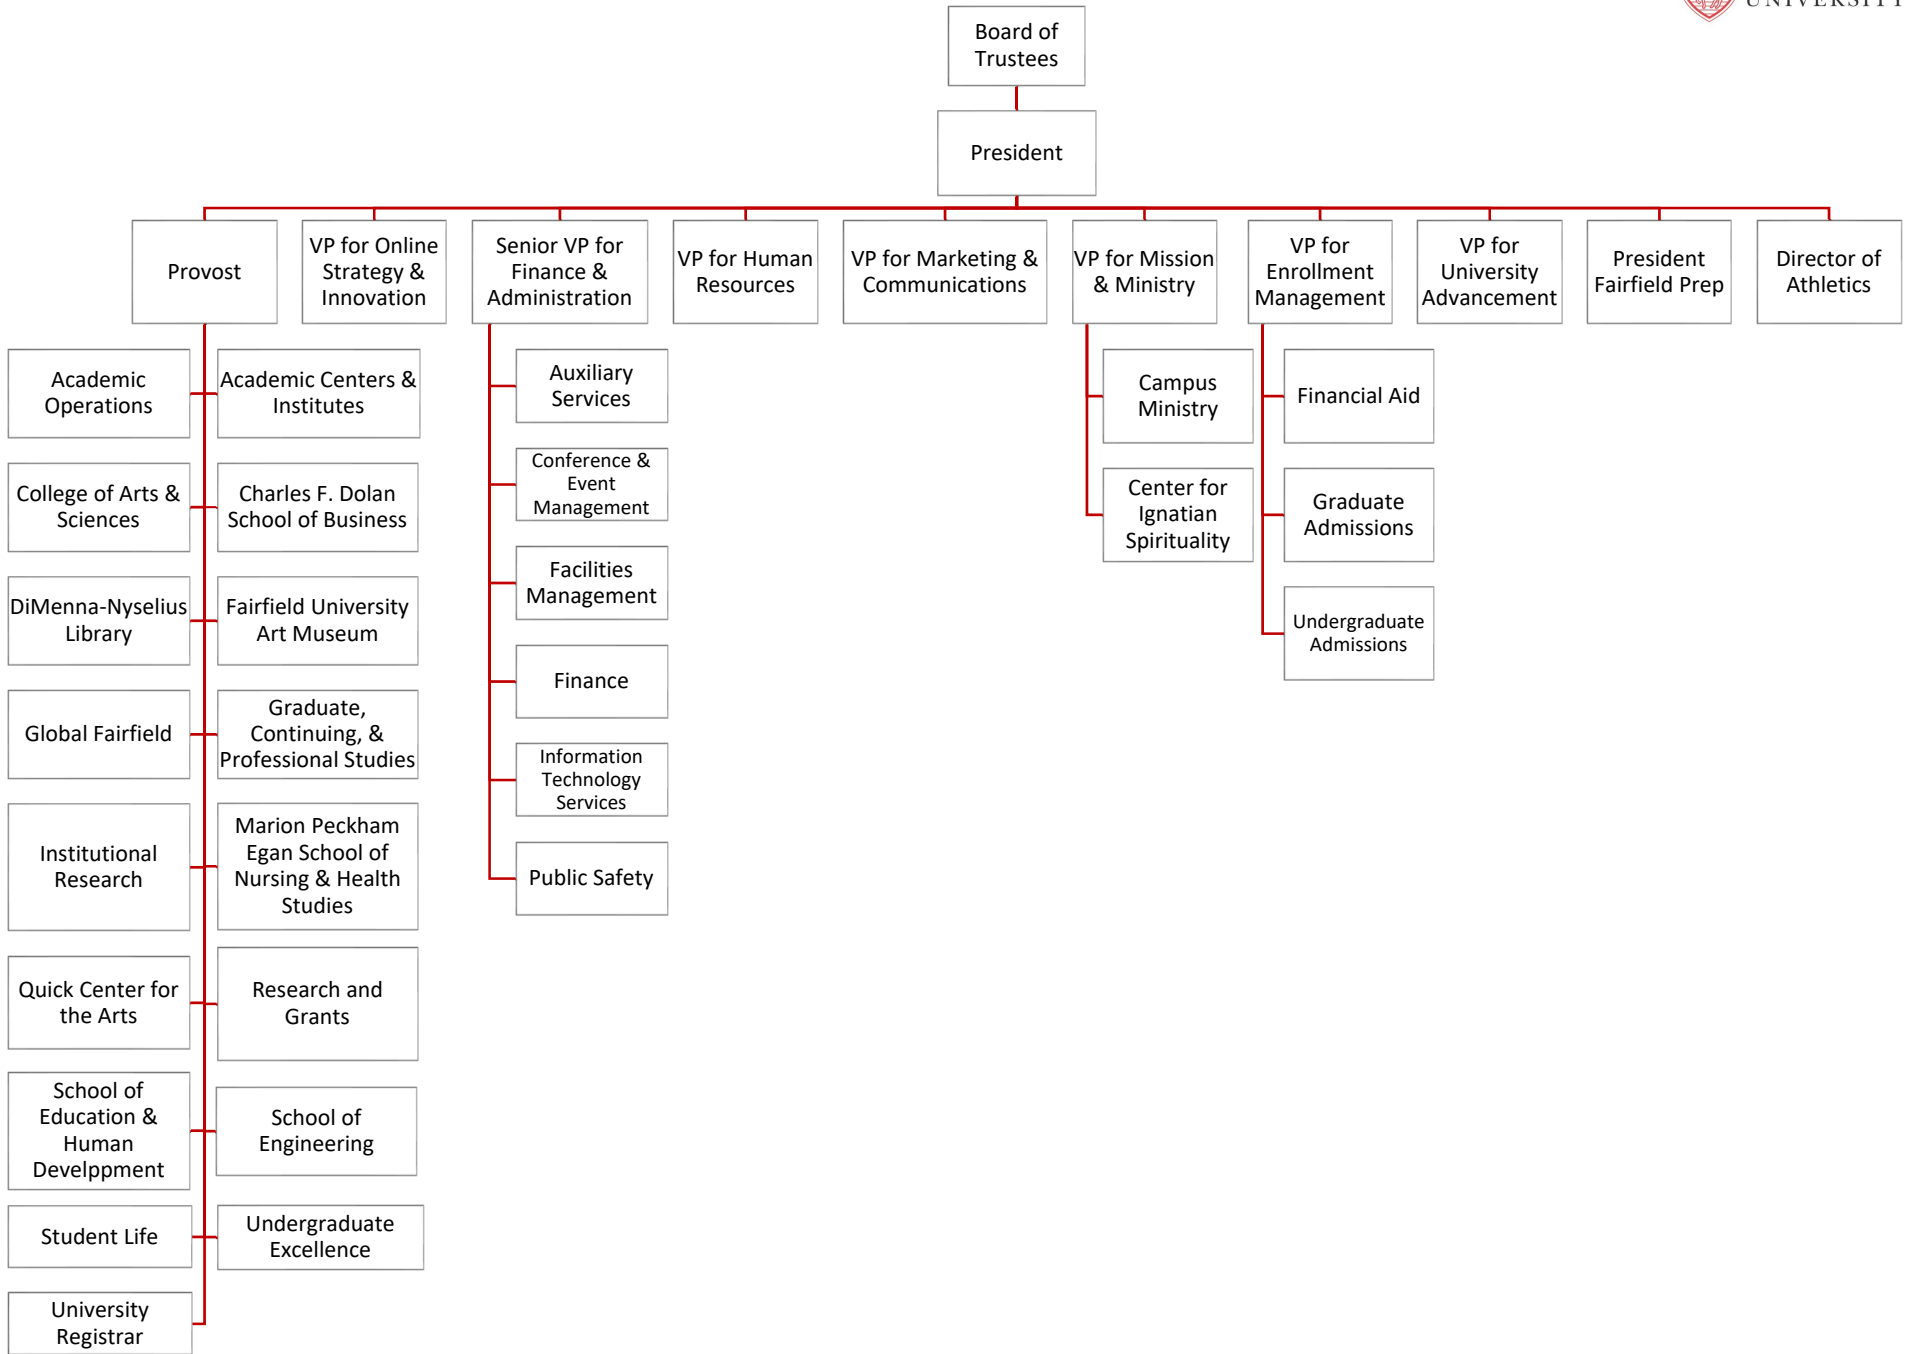 UNIVERSITY
Board of
Trustees
President
Provost
VP for Online
Strategy &
Innovation
Senior VP for
Finance &
Administration
VP for Human
Resources
VP for Marketing &
Communications
VP for Mission
& Ministry
VP for
Enrollment
Management
VP for
University
Advancement
President
Fairfield Prep
Director of
Athletics
Academic
Operations
Academic Centers &
Institutes
College of Arts &
Sciences
Charles F. Dolan
School of Business
DiMenna-Nyselius
Library
Fairfield University
Art Museum
Global Fairfield
Graduate,
Continuing, &
Professional Studies
Institutional
Research
Marion Peckham
Egan School of
Nursing & Health
Studies
Quick Center for
the Arts
Research and
Grants
School of
Education &
Human
Develppment
School of
Engineering
Student Life
Undergraduate
Excellence
University
Registrar
Auxiliary
Services
Conference &
Event
Management
Facilities
Management
Finance
Information
Technology
Services
Public Safety
Campus
Ministry
Center for
Ignatian
Spirituality
Financial Aid
Graduate
Admissions
Undergraduate
Admissions